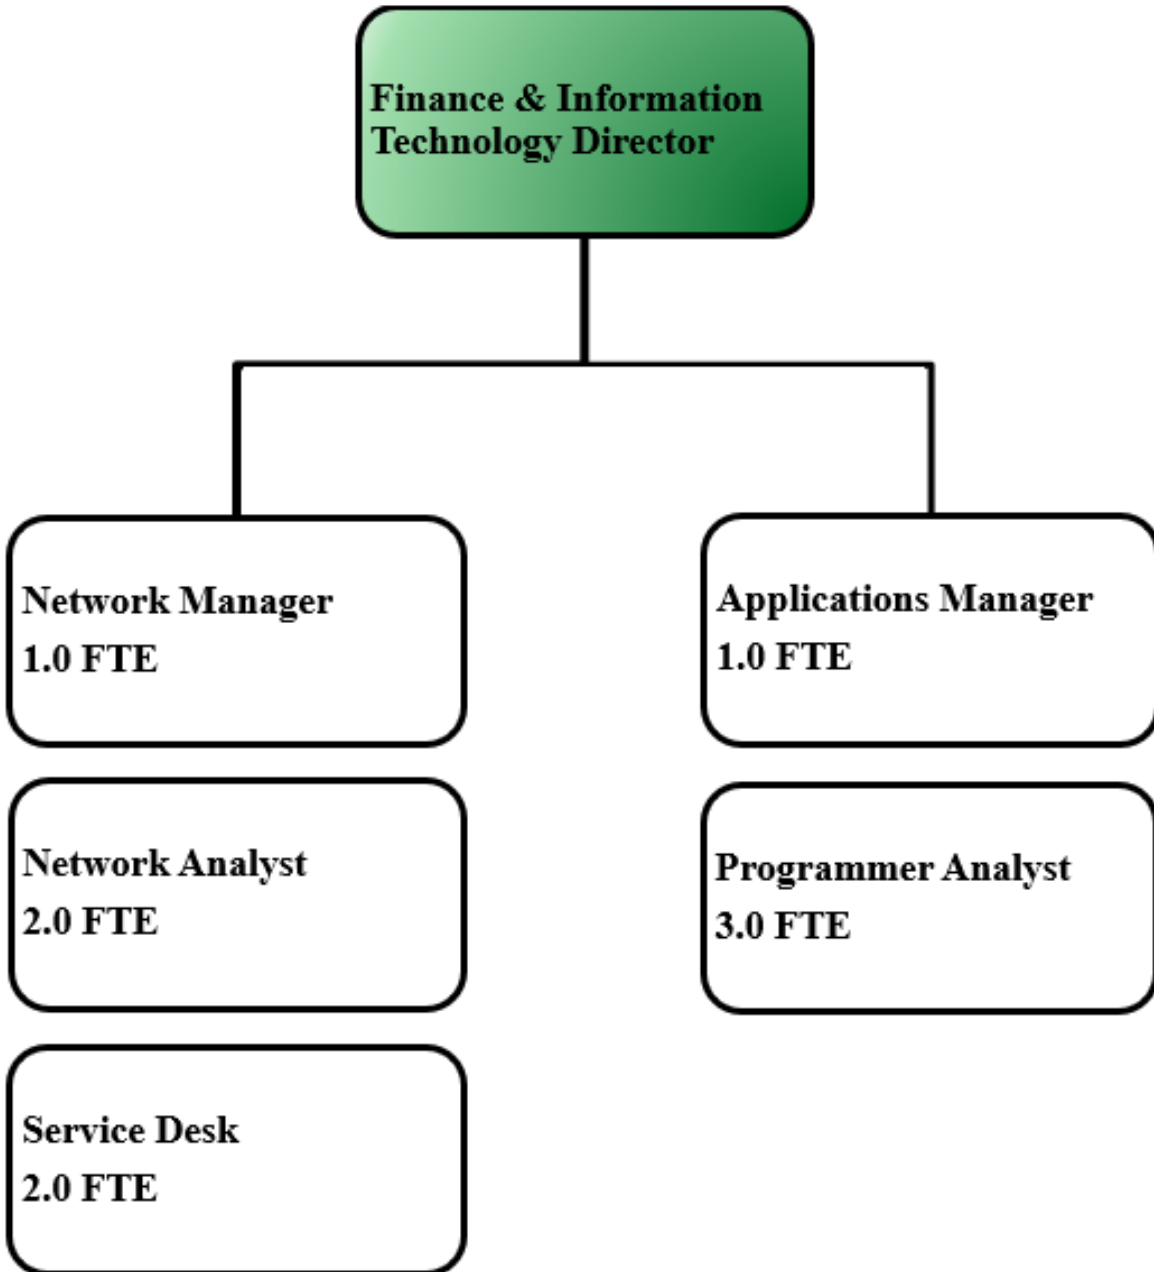 Finance & Information
Technology Director
Network Manager
1.0 FTE
Applications Manager
1.0 FTE
Network Analyst
2.0 FTE
Programmer Analyst
3.0 FTE
Service Desk
2.0 FTE